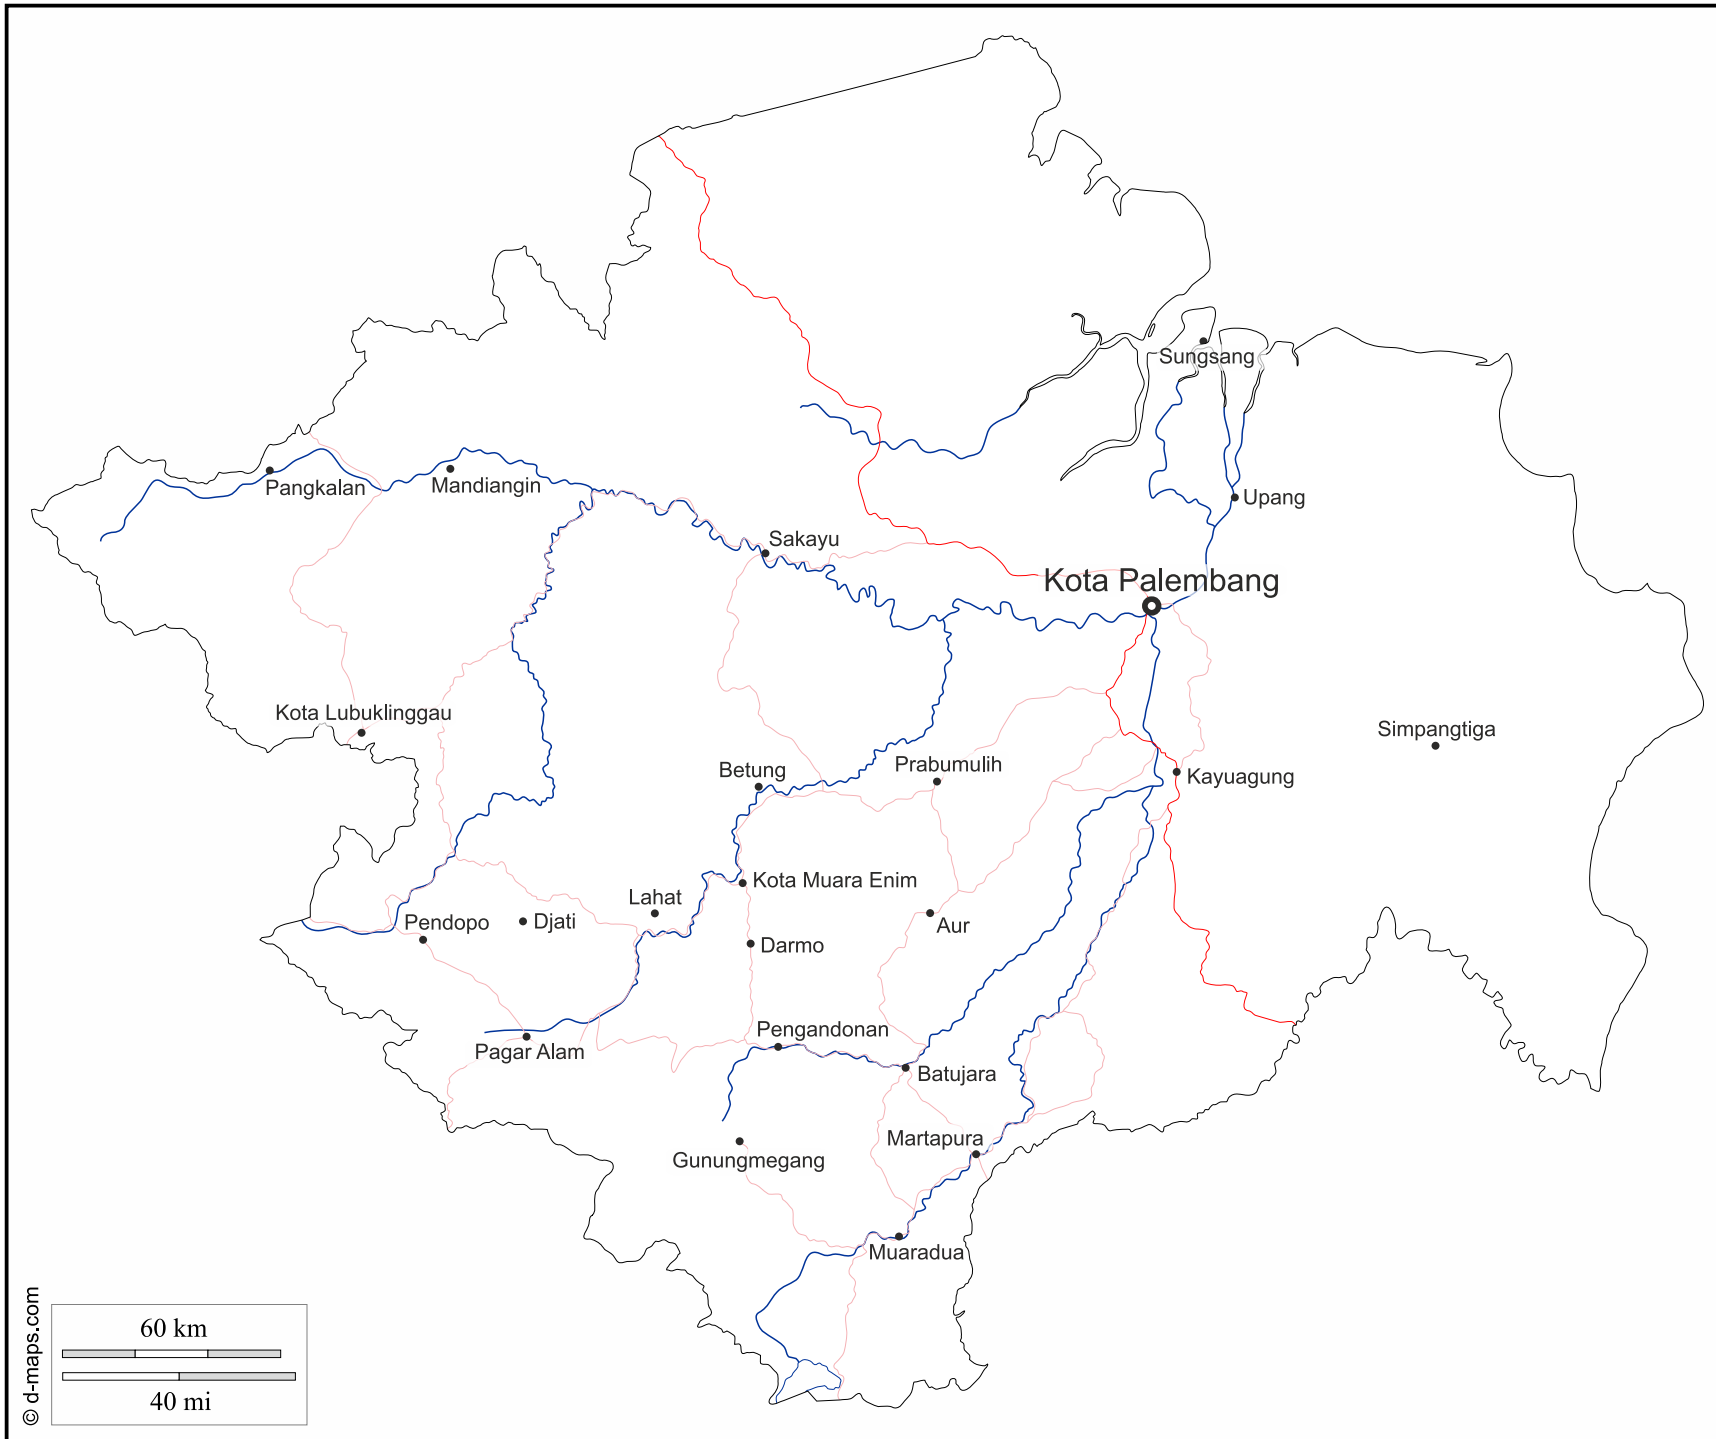 Sungsang
Pangkalan
Mandiangin
Upang
Sakayu
Kota Palembang
Kota Lubuklinggau
Simpangtiga
Betung
Prabumulih
Kayuagung
Kota Muara Enim
Lahat
Pendopo
Djati
Aur
Darmo
Pengandonan
Pagar Alam
Batujara
Martapura
Gunungmegang
Muaradua
60 km
40 mi
© d-maps.com